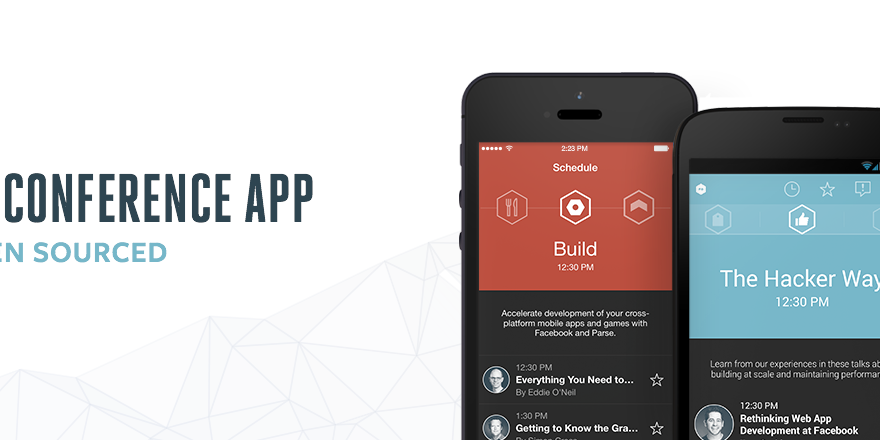 CONFERENCE APP
EN SOURCED
2:23 PM
Schedule
Build
12:30 PM
Accelerate development of your cross-
platform mobile apps and games with
Facebook and Parse.
12:30 PM
Everything You Need to...
By Eddie O'Neil
1:30 PM
Getting to Know the Gra...
By Simon Cross
The Hacker Way
12:30 PM
Learn from our experiences in these talks ab
building at scale and maintaining performan
12:30 PM
Rethinking Web App
Development at Facebook